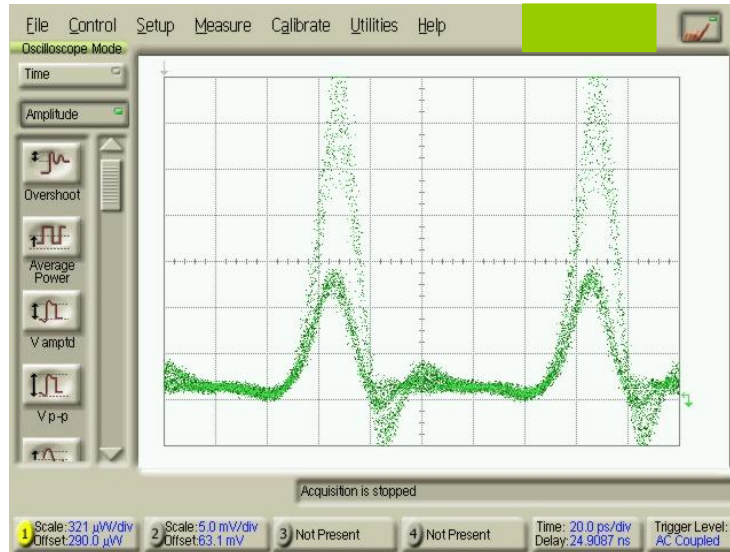 File Control Setup Measure Calibrate Utilities Help
Oscilloscope Mode
Time
Amplitude
Overshoot
Average
Power
V amptd
V p-p
Acquisition is stopped
1 Scale:321 µW/div
Offset:290.0 µW
2 Scale:5.0 mV/div
Offset:63.1 mV
3 Not Present
4 Not Present
Time: 20.0 ps/div
Delay:24.9087 ns
Trigger Level:
AC Coupled